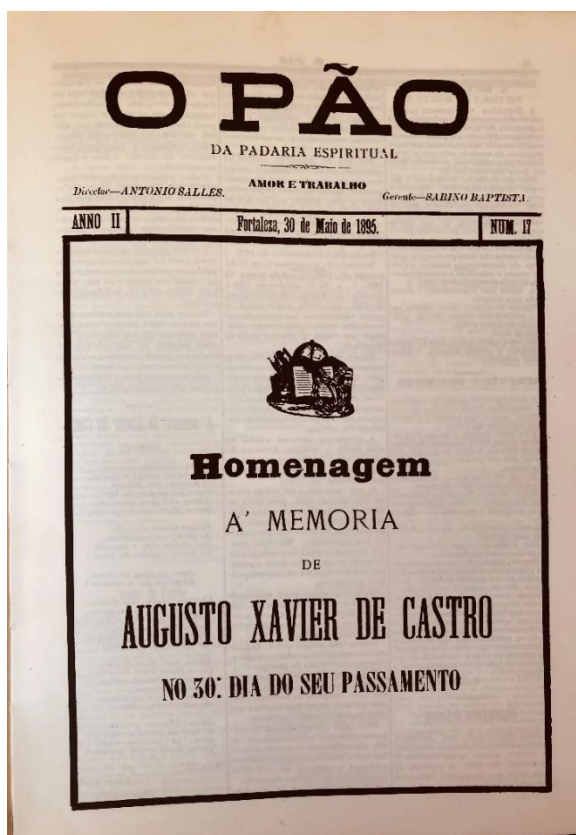 O PÃO
DA PADARIA ESPIRITUAL
AMOR E TRABALHO
Director—ANTONIO SALLES.
Gerente—SABINO BAPTISTA.
ANNO II
Fortaleza, 30 de Maio de 1895.
NUM. 17
Homenagem
A' MEMORIA
DE
AUGUSTO XAVIER DE CASTRO
NO 30: DIA DO SEU PASSAMENTO